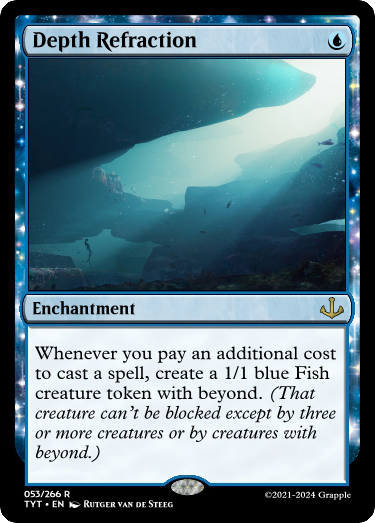 Depth Refraction
Enchantment
Whenever you pay an additional cost
to cast a spell, create a 1/1 blue Fish
creature token with beyond. (That
creature can't be blocked except by three
or more creatures or by creatures with
beyond.)
053/266 R
TYT • EN Rutger van de Steeg
©2021-2024 Grapple